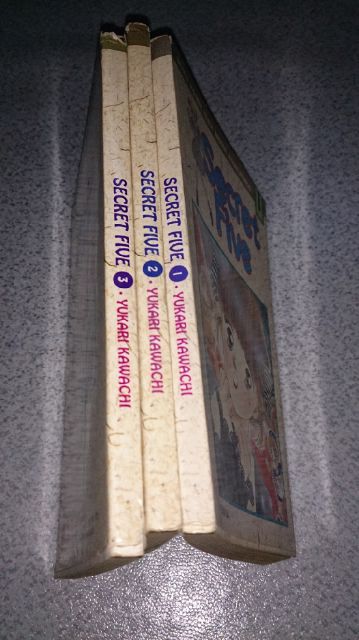 SECRET FIVE 3 • YUKARI KAWACHI
SECRET FIVE 2 • YUKARI KAWACHI
SECRET FIVE 1 • YUKARI KAWACHI
Secret
Five